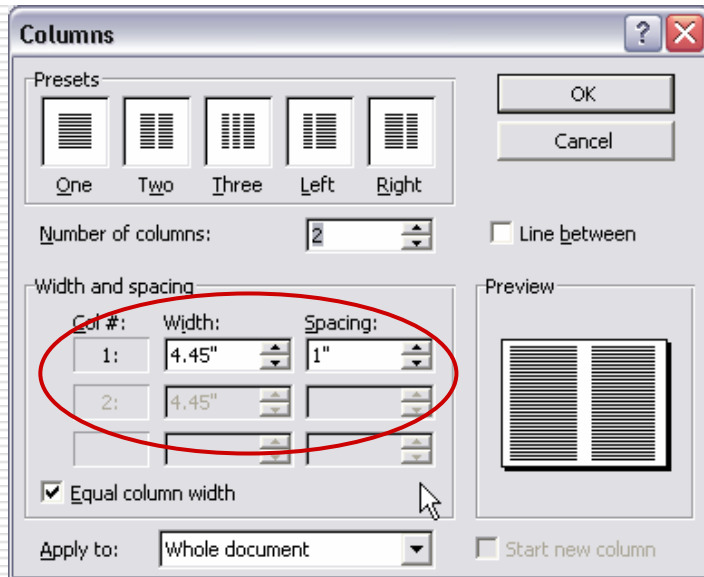 Columns
Presets
OK
Cancel
One Two Three Left Right
Number of columns: 2 Line between
Width and spacing Preview
Col #: Width: Spacing:
1: 4.45" 1"
2: 4.45"
Equal column width
Apply to: Whole document Start new column